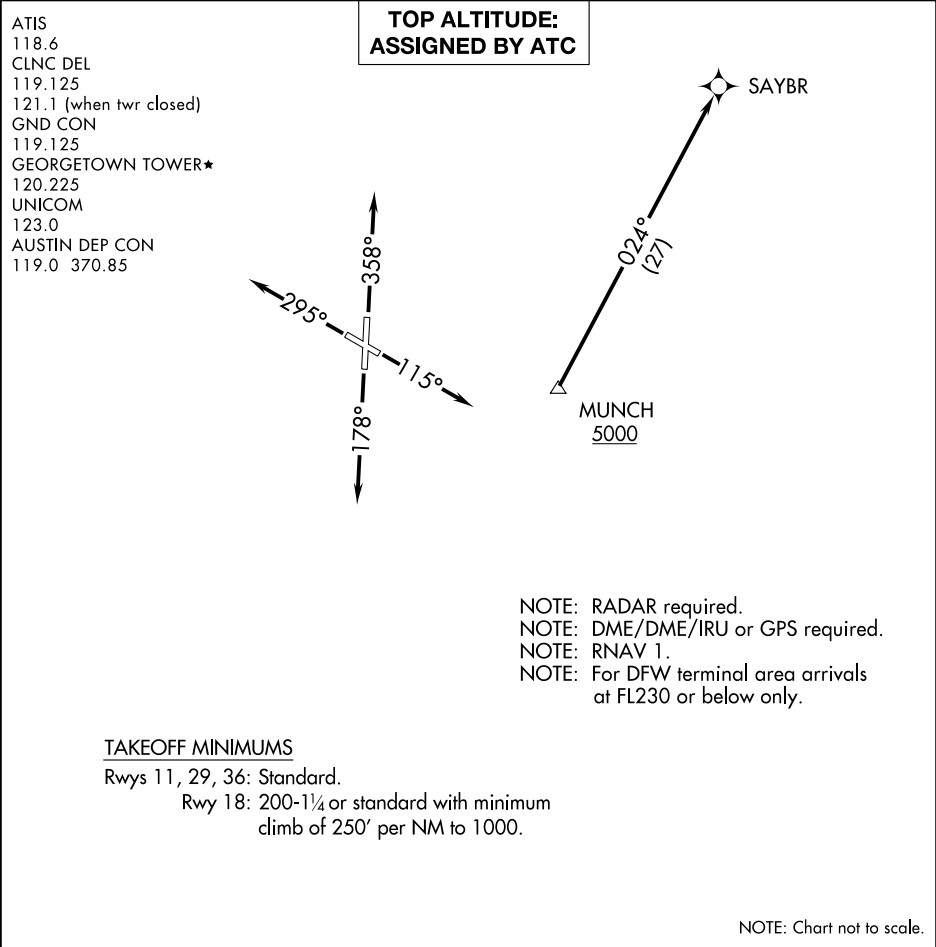 ATIS
118.6
CLNC DEL
119.125
121.1 (when twr closed)
GND CON
119.125
GEORGETOWN TOWER★
120.225
UNICOM
123.0
AUSTIN DEP CON
119.0 370.85
TOP ALTITUDE:
ASSIGNED BY ATC
SAYBR
024°
(27)
MUNCH
5000
358°
295°
115°
178°
NOTE: RADAR required.
NOTE: DME/DME/IRU or GPS required.
NOTE: RNAV 1.
NOTE: For DFW terminal area arrivals
at FL230 or below only.
TAKEOFF MINIMUMS
Rwys 11, 29, 36: Standard.
Rwy 18: 200-1¼ or standard with minimum
climb of 250' per NM to 1000.
NOTE: Chart not to scale.